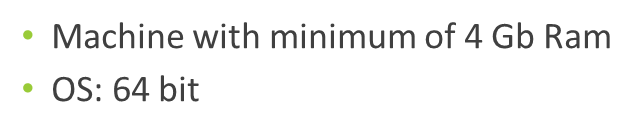 • Machine with minimum of 4 Gb Ram
• OS: 64 bit